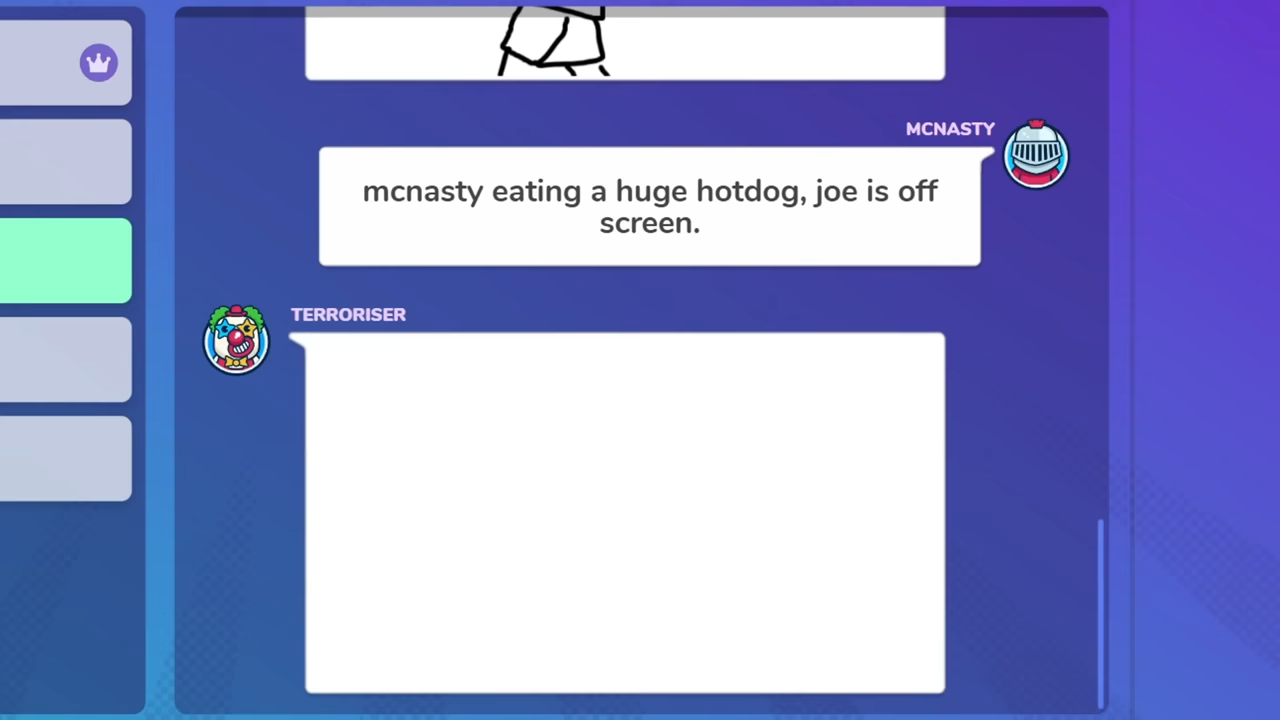 MCNASTY
mcnasty eating a huge hotdog, joe is off
screen.
TERRORISER